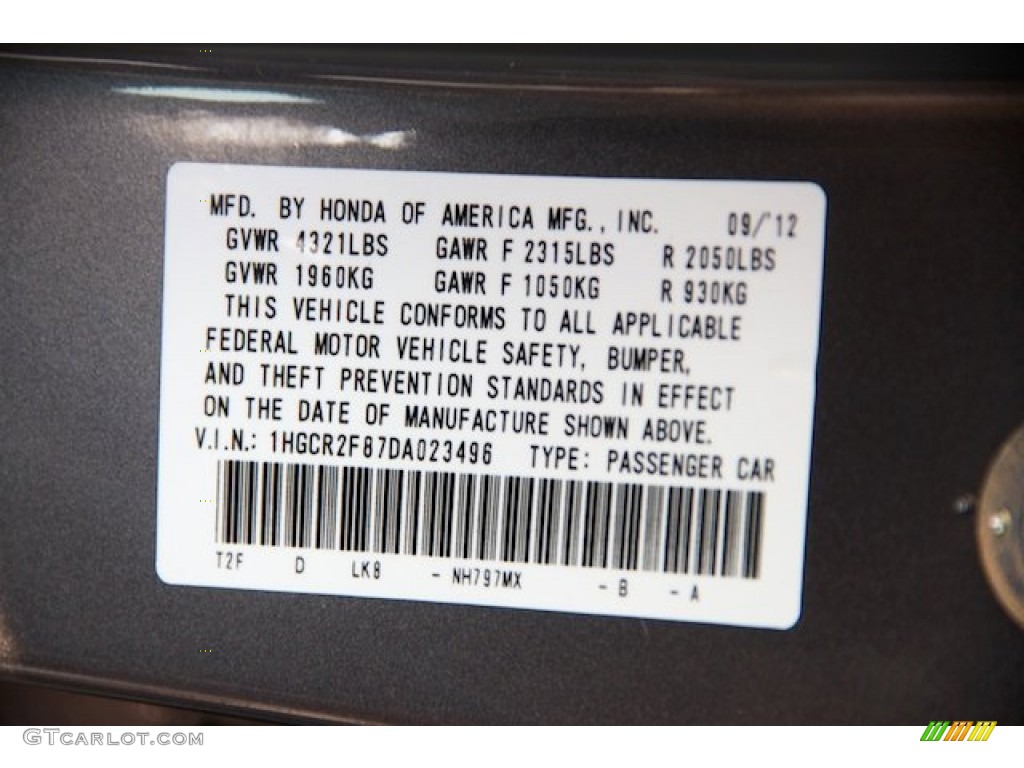 MFD. BY HONDA OF AMERICA MFG., INC. 09/'12
GVWR 4321LBS GAWR F 2315LBS R 2050LBS
GVWR 1960KG GAWR F 1050KG R 930KG
THIS VEHICLE CONFORMS TO ALL APPLICABLE
FEDERAL MOTOR VEHICLE SAFETY, BUMPER,
AND THEFT PREVENTION STANDARDS IN EFFECT
ON THE DATE OF MANUFACTURE SHOWN ABOVE.
V.I.N.: 1HGCR2F87DA023496 TYPE: PASSENGER CAR
T2F D LK8 - NH797MX - B - A
GTCARLOT.COM